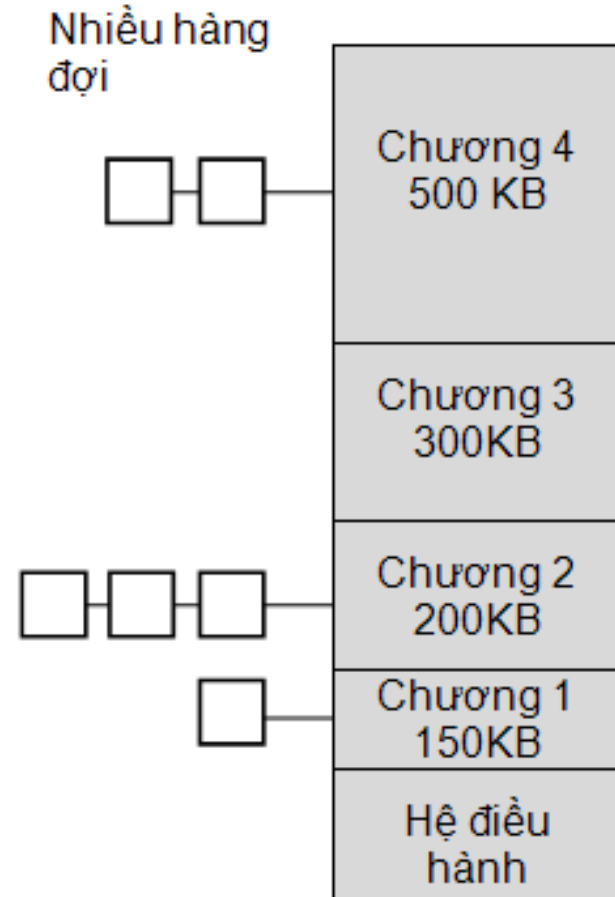 Nhiều hàng
đợi
Chương 4
500 KB
Chương 3
300KB
Chương 2
200KB
Chương 1
150KB
Hệ điều
hành